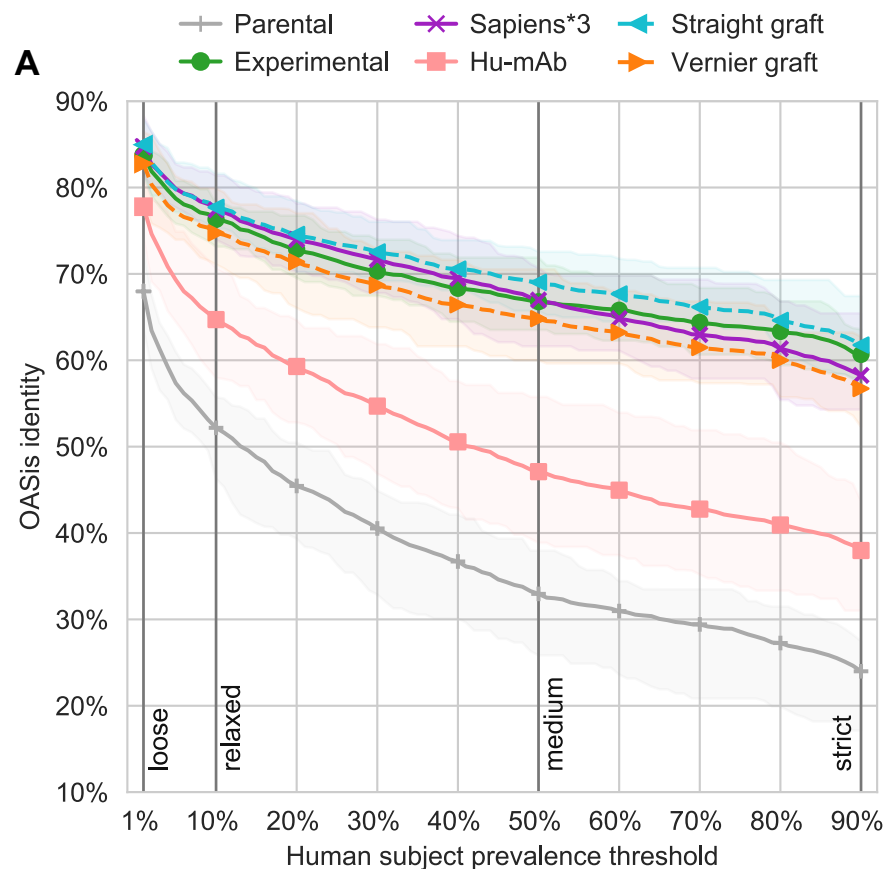 Parental Sapiens*3 Straight graft
A Experimental Hu-mAb Vernier graft
90%
80%
70%
60%
50%
40%
30%
20%
10%
OASis identity
loose relaxed medium strict
1% 10% 20% 30% 40% 50% 60% 70% 80% 90%
Human subject prevalence threshold